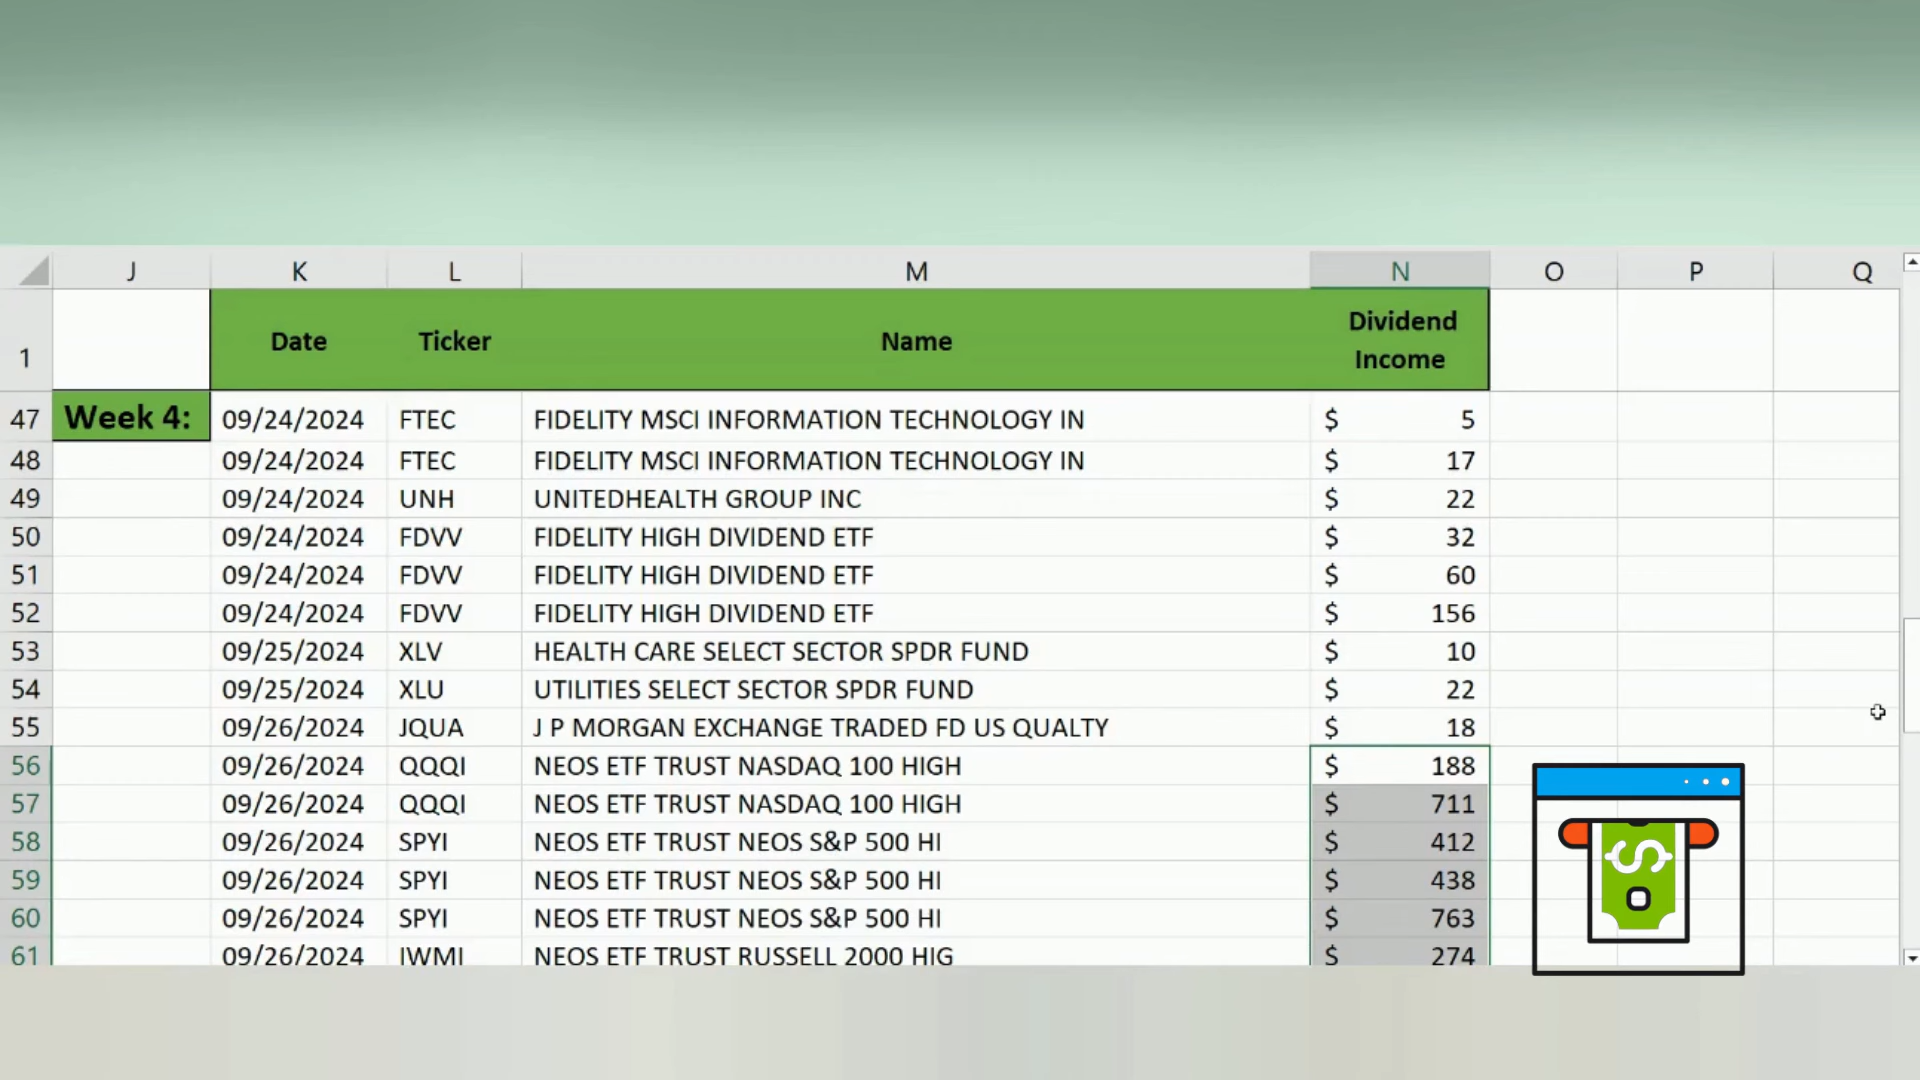 J K L M N O P Q
1 Date Ticker Name Dividend Income
47 Week 4: 09/24/2024 FTEC FIDELITY MSCI INFORMATION TECHNOLOGY IN $ 5
48 09/24/2024 FTEC FIDELITY MSCI INFORMATION TECHNOLOGY IN $ 17
49 09/24/2024 UNH UNITEDHEALTH GROUP INC $ 22
50 09/24/2024 FDVV FIDELITY HIGH DIVIDEND ETF $ 32
51 09/24/2024 FDVV FIDELITY HIGH DIVIDEND ETF $ 60
52 09/24/2024 FDVV FIDELITY HIGH DIVIDEND ETF $ 156
53 09/25/2024 XLV HEALTH CARE SELECT SECTOR SPDR FUND $ 10
54 09/25/2024 XLU UTILITIES SELECT SECTOR SPDR FUND $ 22
55 09/26/2024 JQUA J P MORGAN EXCHANGE TRADED FD US QUALTY $ 18
56 09/26/2024 QQQI NEOS ETF TRUST NASDAQ 100 HIGH $ 188
57 09/26/2024 QQQI NEOS ETF TRUST NASDAQ 100 HIGH $ 711
58 09/26/2024 SPYI NEOS ETF TRUST NEOS S&P 500 HI $ 412
59 09/26/2024 SPYI NEOS ETF TRUST NEOS S&P 500 HI $ 438
60 09/26/2024 SPYI NEOS ETF TRUST NEOS S&P 500 HI $ 763
61 09/26/2024 IWMI NEOS ETF TRUST RUSSELL 2000 HIG $ 274
$